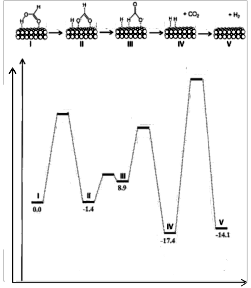 O
H
H
O
O
H
H
O
O
H
H
O
O
H H
+ CO₂
+ H₂
I
II
III
IV
V
I
0.0
II
-1.4
III
8.9
IV
-17.4
V
-14.1